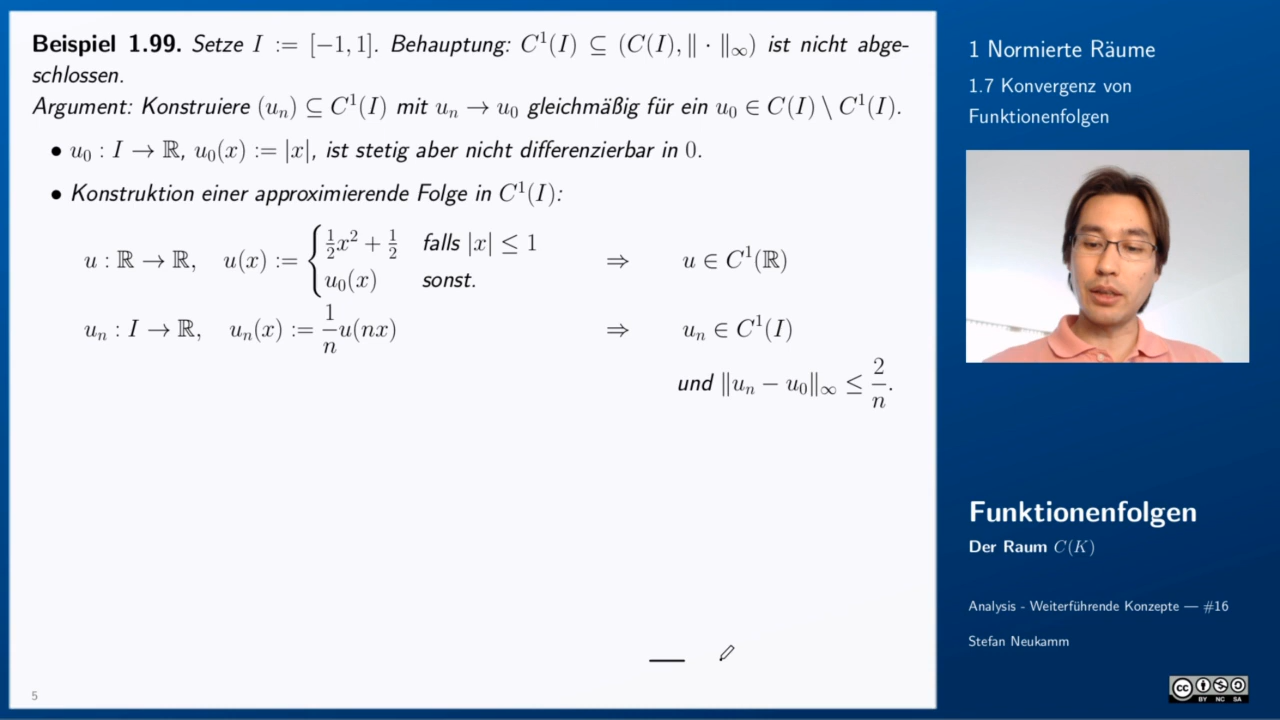 Beispiel 1.99. Setze I := [−1, 1]. Behauptung: C¹(I) ⊆ (C(I), ‖ · ‖∞) ist nicht abge-
schlossen.
Argument: Konstruiere (uₙ) ⊆ C¹(I) mit uₙ → u₀ gleichmäßig für ein u₀ ∈ C(I) \ C¹(I).
• u₀ : I → ℝ, u₀(x) := |x|, ist stetig aber nicht differenzierbar in 0.
• Konstruktion einer approximierende Folge in C¹(I):
u : ℝ → ℝ, u(x) := { ½x² + ½ falls |x| ≤ 1 ⇒ u ∈ C¹(ℝ)
u₀(x) sonst.
uₙ : I → ℝ, uₙ(x) := 1/n u(nx) ⇒ uₙ ∈ C¹(I)
und ‖uₙ − u₀‖∞ ≤ 2/n.
5
1 Normierte Räume
1.7 Konvergenz von
Funktionenfolgen
Funktionenfolgen
Der Raum C(K)
Analysis - Weiterführende Konzepte — #16
Stefan Neukamm
cc BY NC SA